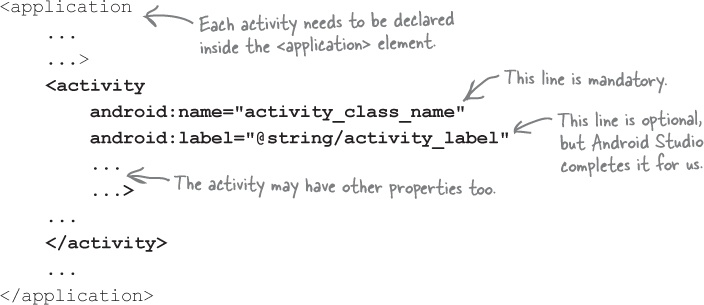 <application
Each activity needs to be declared
inside the <application> element.
...
...>
<activity
This line is mandatory.
android:name="activity_class_name"
android:label="@string/activity_label"
This line is optional,
but Android Studio
completes it for us.
...
...>
The activity may have other properties too.
...
</activity>
...
</application>